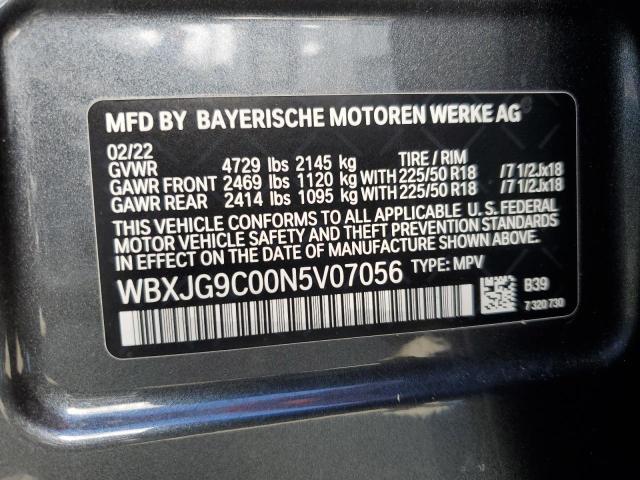 MFD BY BAYERISCHE MOTOREN WERKE AG
02/22
GVWR 4729 lbs 2145 kg TIRE / RIM
GAWR FRONT 2469 lbs 1120 kg WITH 225/50 R18 /7 1/2Jx18
GAWR REAR 2414 lbs 1095 kg WITH 225/50 R18 /7 1/2Jx18
THIS VEHICLE CONFORMS TO ALL APPLICABLE U.S. FEDERAL
MOTOR VEHICLE SAFETY AND THEFT PREVENTION STANDARDS
IN EFFECT ON THE DATE OF MANUFACTURE SHOWN ABOVE.
WBXJG9C00N5V07056 TYPE: MPV
B39
7 320 730